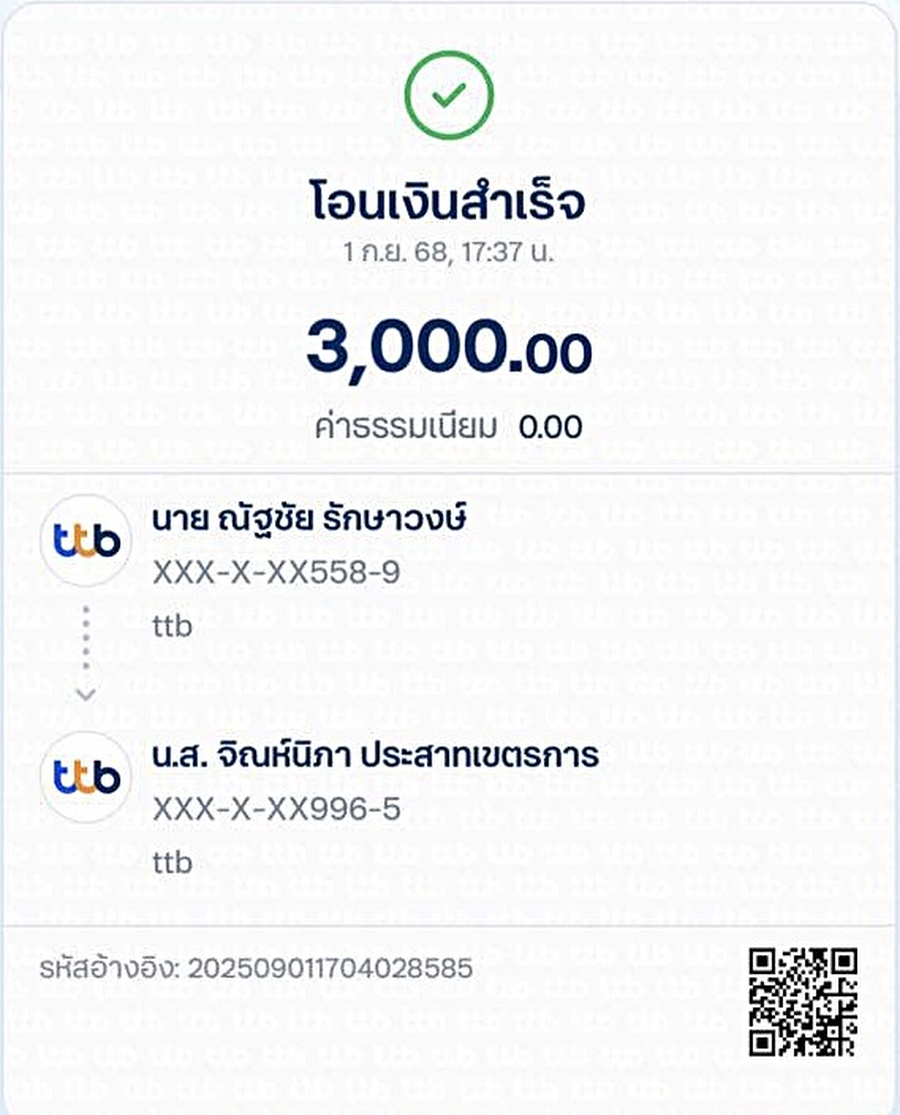 โอนเงินสำเร็จ
1 ก.ย. 68, 17:37 น.
3,000.00
ค่าธรรมเนียม 0.00
ttb
นาย ณัฐชัย รักษาวงษ์
XXX-X-XX558-9
ttb
ttb
น.ส. จิณห์นิภา ประสาทเขตรการ
XXX-X-XX996-5
ttb
รหัสอ้างอิง: 202509011704028585